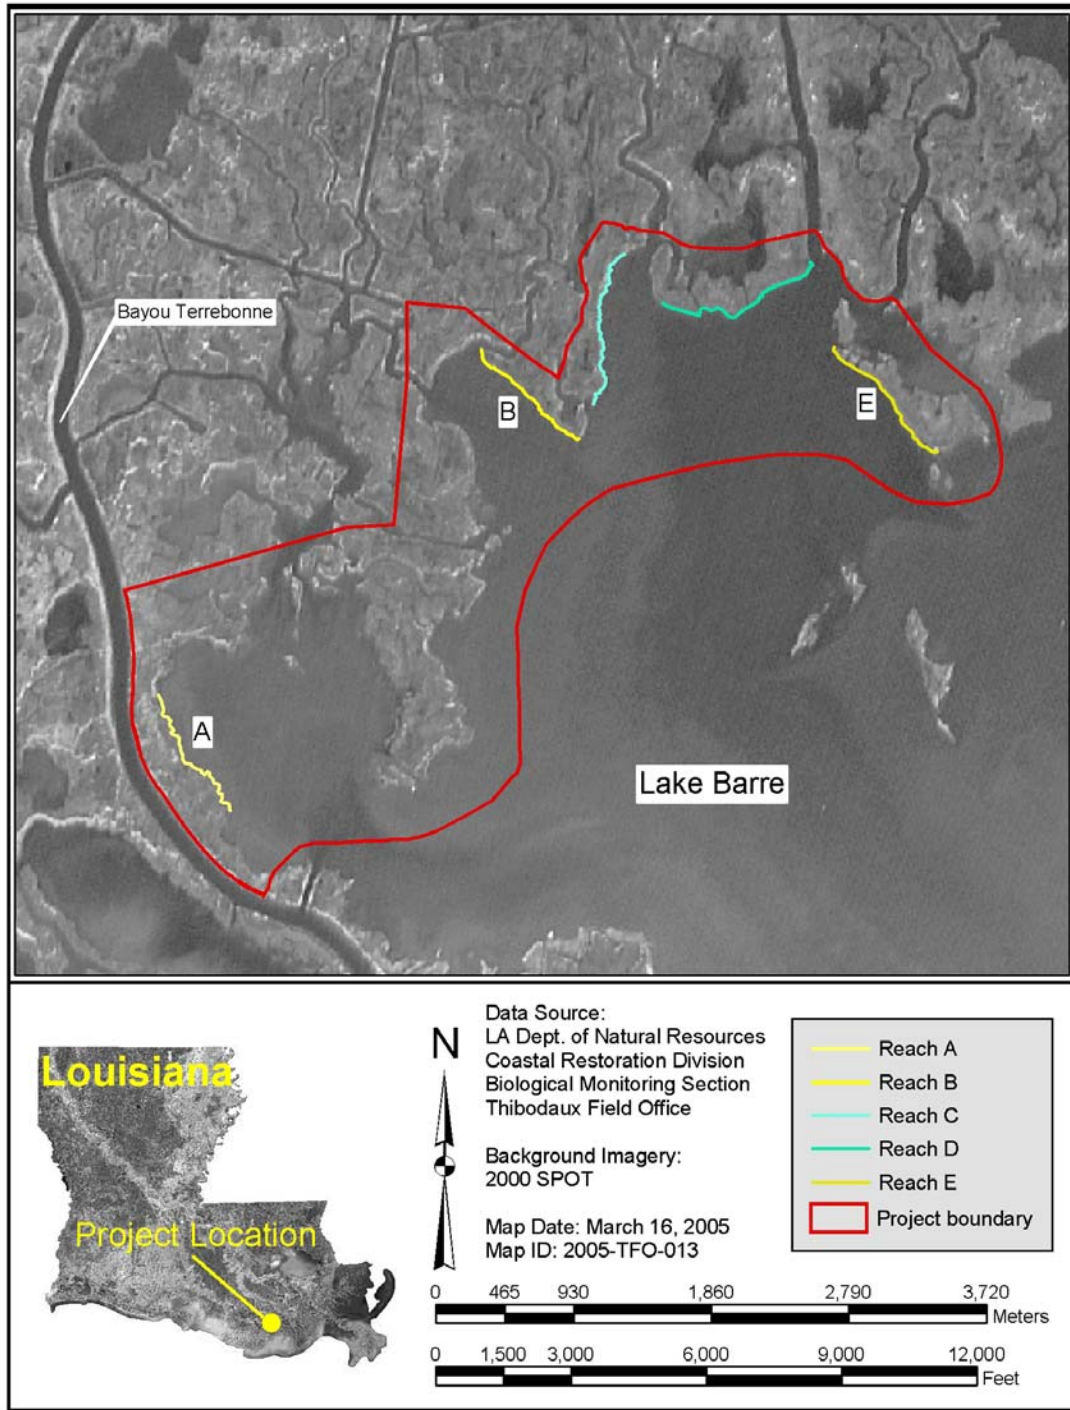 Bayou Terrebonne
B
E
A
Lake Barre
Louisiana
Project Location
N
Data Source:
LA Dept. of Natural Resources
Coastal Restoration Division
Biological Monitoring Section
Thibodaux Field Office
Background Imagery:
2000 SPOT
Map Date: March 16, 2005
Map ID: 2005-TFO-013
Reach A
Reach B
Reach C
Reach D
Reach E
Project boundary
0 465 930 1,860 2,790 3,720
Meters
0 1,500 3,000 6,000 9,000 12,000
Feet